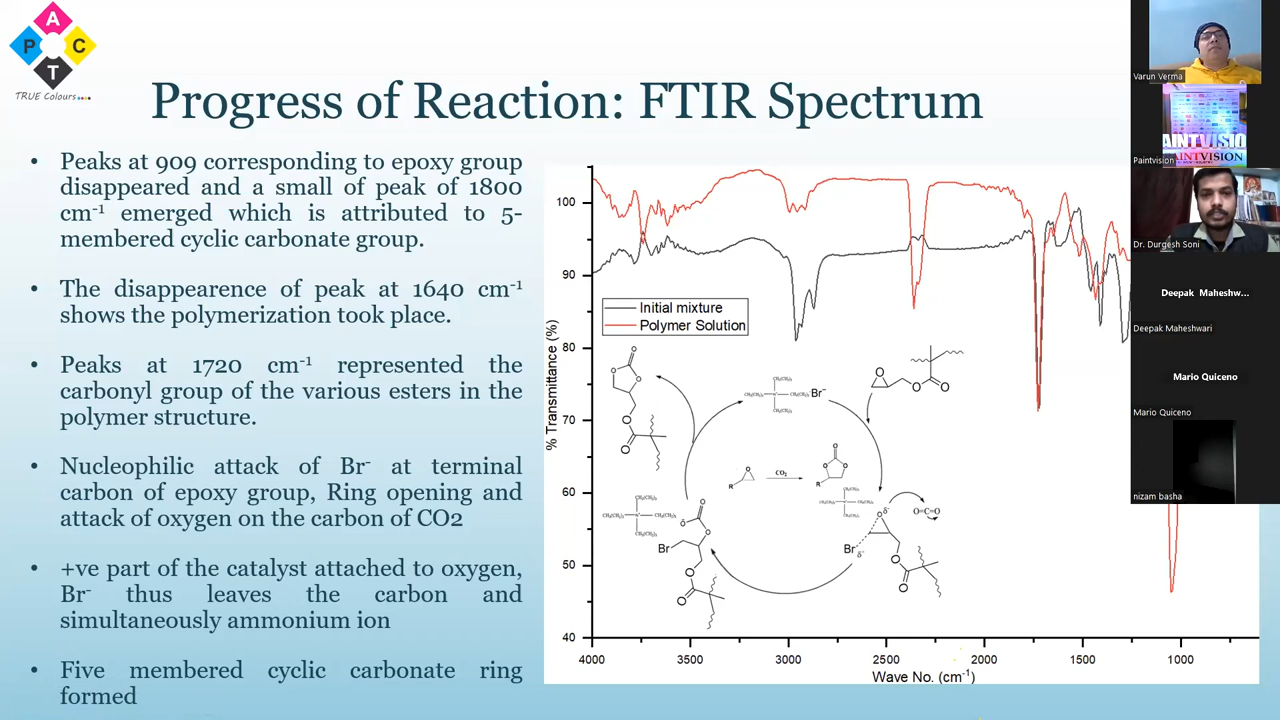 A
P C
T
TRUE Colours
Progress of Reaction: FTIR Spectrum
• Peaks at 909 corresponding to epoxy group
disappeared and a small of peak of 1800
cm-1 emerged which is attributed to 5-
membered cyclic carbonate group.
• The disappearence of peak at 1640 cm-1
shows the polymerization took place.
• Peaks at 1720 cm-1 represented the
carbonyl group of the various esters in the
polymer structure.
• Nucleophilic attack of Br- at terminal
carbon of epoxy group, Ring opening and
attack of oxygen on the carbon of CO2
• +ve part of the catalyst attached to oxygen,
Br- thus leaves the carbon and
simultaneously ammonium ion
• Five membered cyclic carbonate ring
formed
% Transmittance (%)
100
90
80
70
60
50
40
4000 3500 3000 2500 2000 1500 1000
Wave No. (cm-1)
Initial mixture
Polymer Solution
Br-
CO2
R
R
O=C=O
Br
δ-
δ-
Br
Varun Verma
AINTVISIO
AINTVISION
Paintvision
Dr. Durgesh Soni
Deepak Maheshw...
Deepak Maheshwari
Mario Quiceno
Mario Quiceno
nizam basha